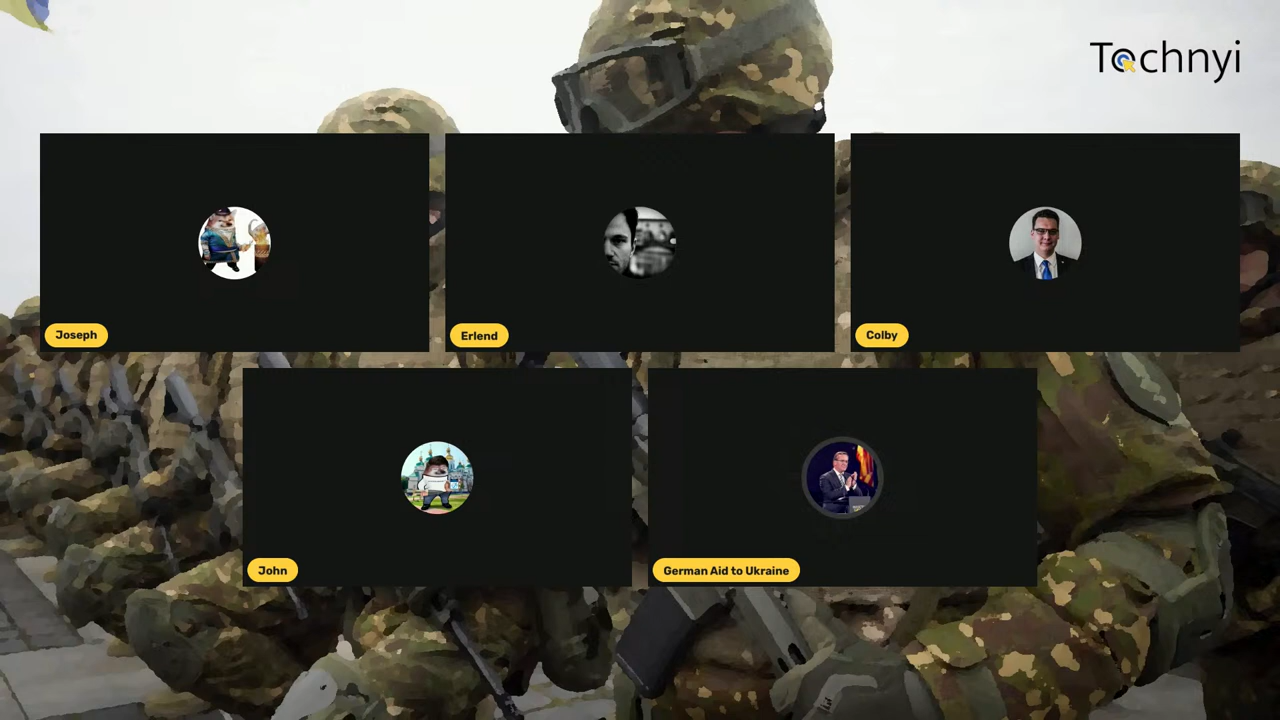 Technyi
Joseph
Erlend
Colby
John
German Aid to Ukraine